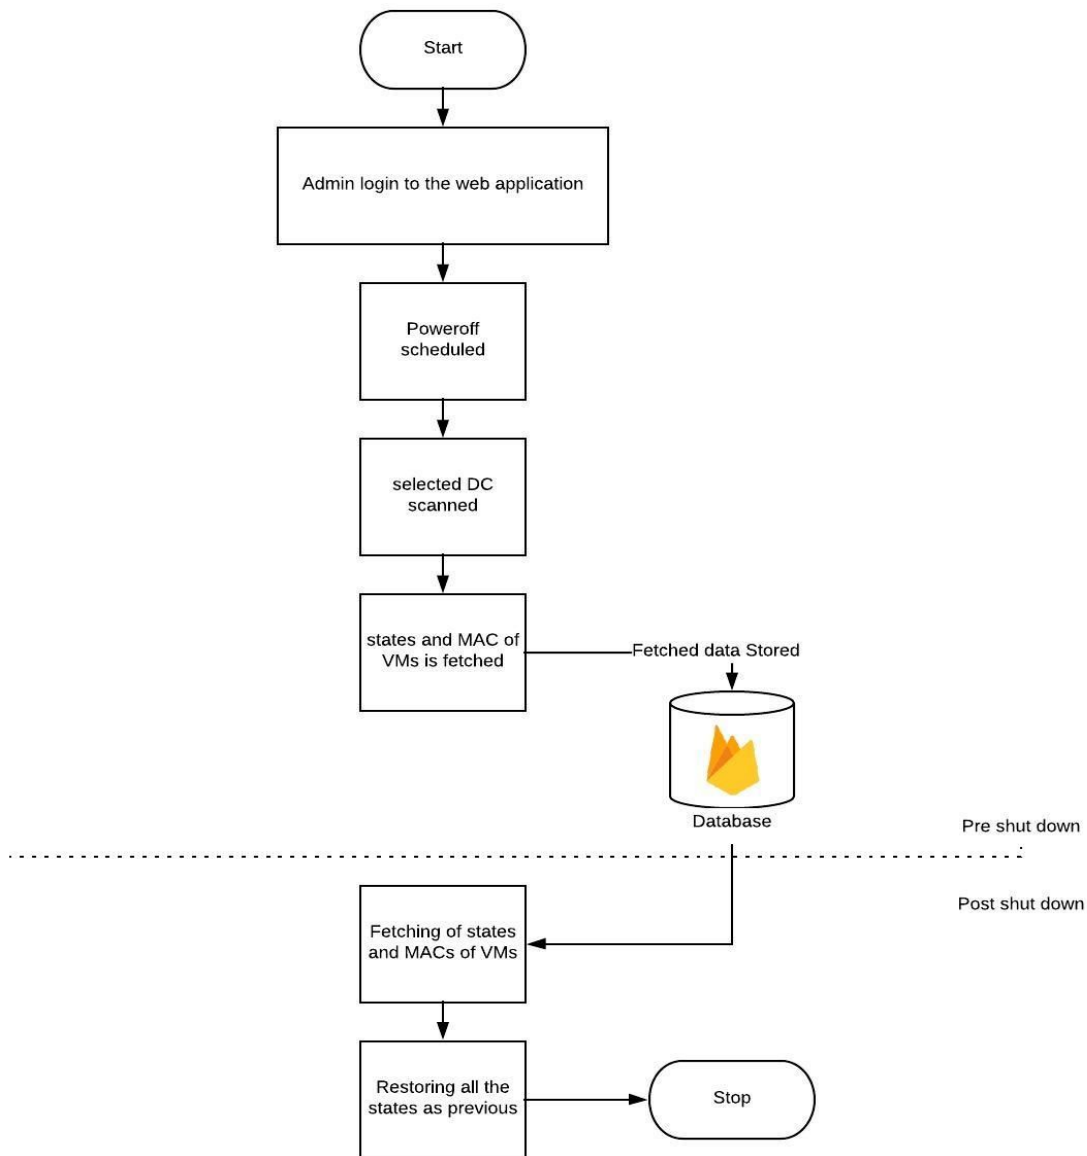 Start
Admin login to the web application
Poweroff
scheduled
selected DC
scanned
states and MAC of
VMs is fetched
Fetched data Stored
Database
Pre shut down
Post shut down
Fetching of states
and MACs of VMs
Restoring all the
states as previous
Stop